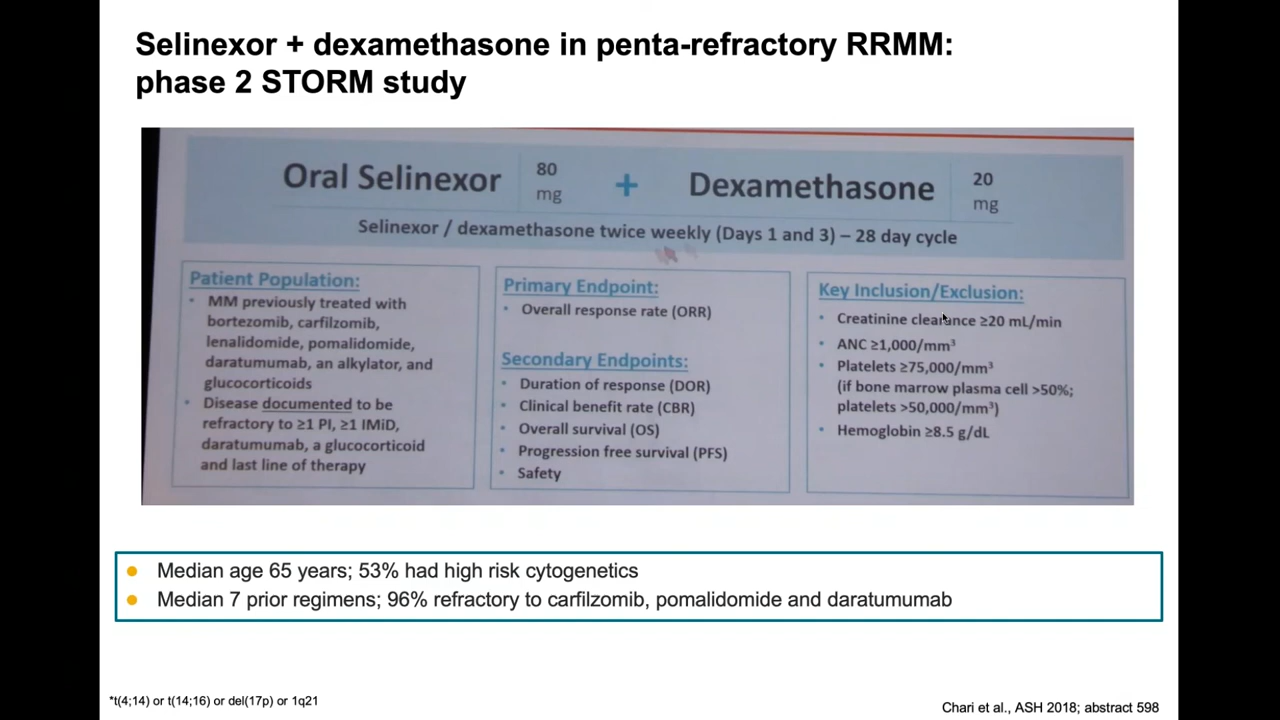 Selinexor + dexamethasone in penta-refractory RRMM:
phase 2 STORM study
Oral Selinexor 80 mg + Dexamethasone 20 mg
Selinexor / dexamethasone twice weekly (Days 1 and 3) – 28 day cycle
Patient Population:
• MM previously treated with
bortezomib, carfilzomib,
lenalidomide, pomalidomide,
daratumumab, an alkylator, and
glucocorticoids
• Disease documented to be
refractory to ≥1 PI, ≥1 IMiD,
daratumumab, a glucocorticoid
and last line of therapy
Primary Endpoint:
• Overall response rate (ORR)
Secondary Endpoints:
• Duration of response (DOR)
• Clinical benefit rate (CBR)
• Overall survival (OS)
• Progression free survival (PFS)
• Safety
Key Inclusion/Exclusion:
• Creatinine clearance ≥20 mL/min
• ANC ≥1,000/mm³
• Platelets ≥75,000/mm³
(if bone marrow plasma cell >50%;
platelets >50,000/mm³)
• Hemoglobin ≥8.5 g/dL
• Median age 65 years; 53% had high risk cytogenetics
• Median 7 prior regimens; 96% refractory to carfilzomib, pomalidomide and daratumumab
*t(4;14) or t(14;16) or del(17p) or 1q21
Chari et al., ASH 2018; abstract 598